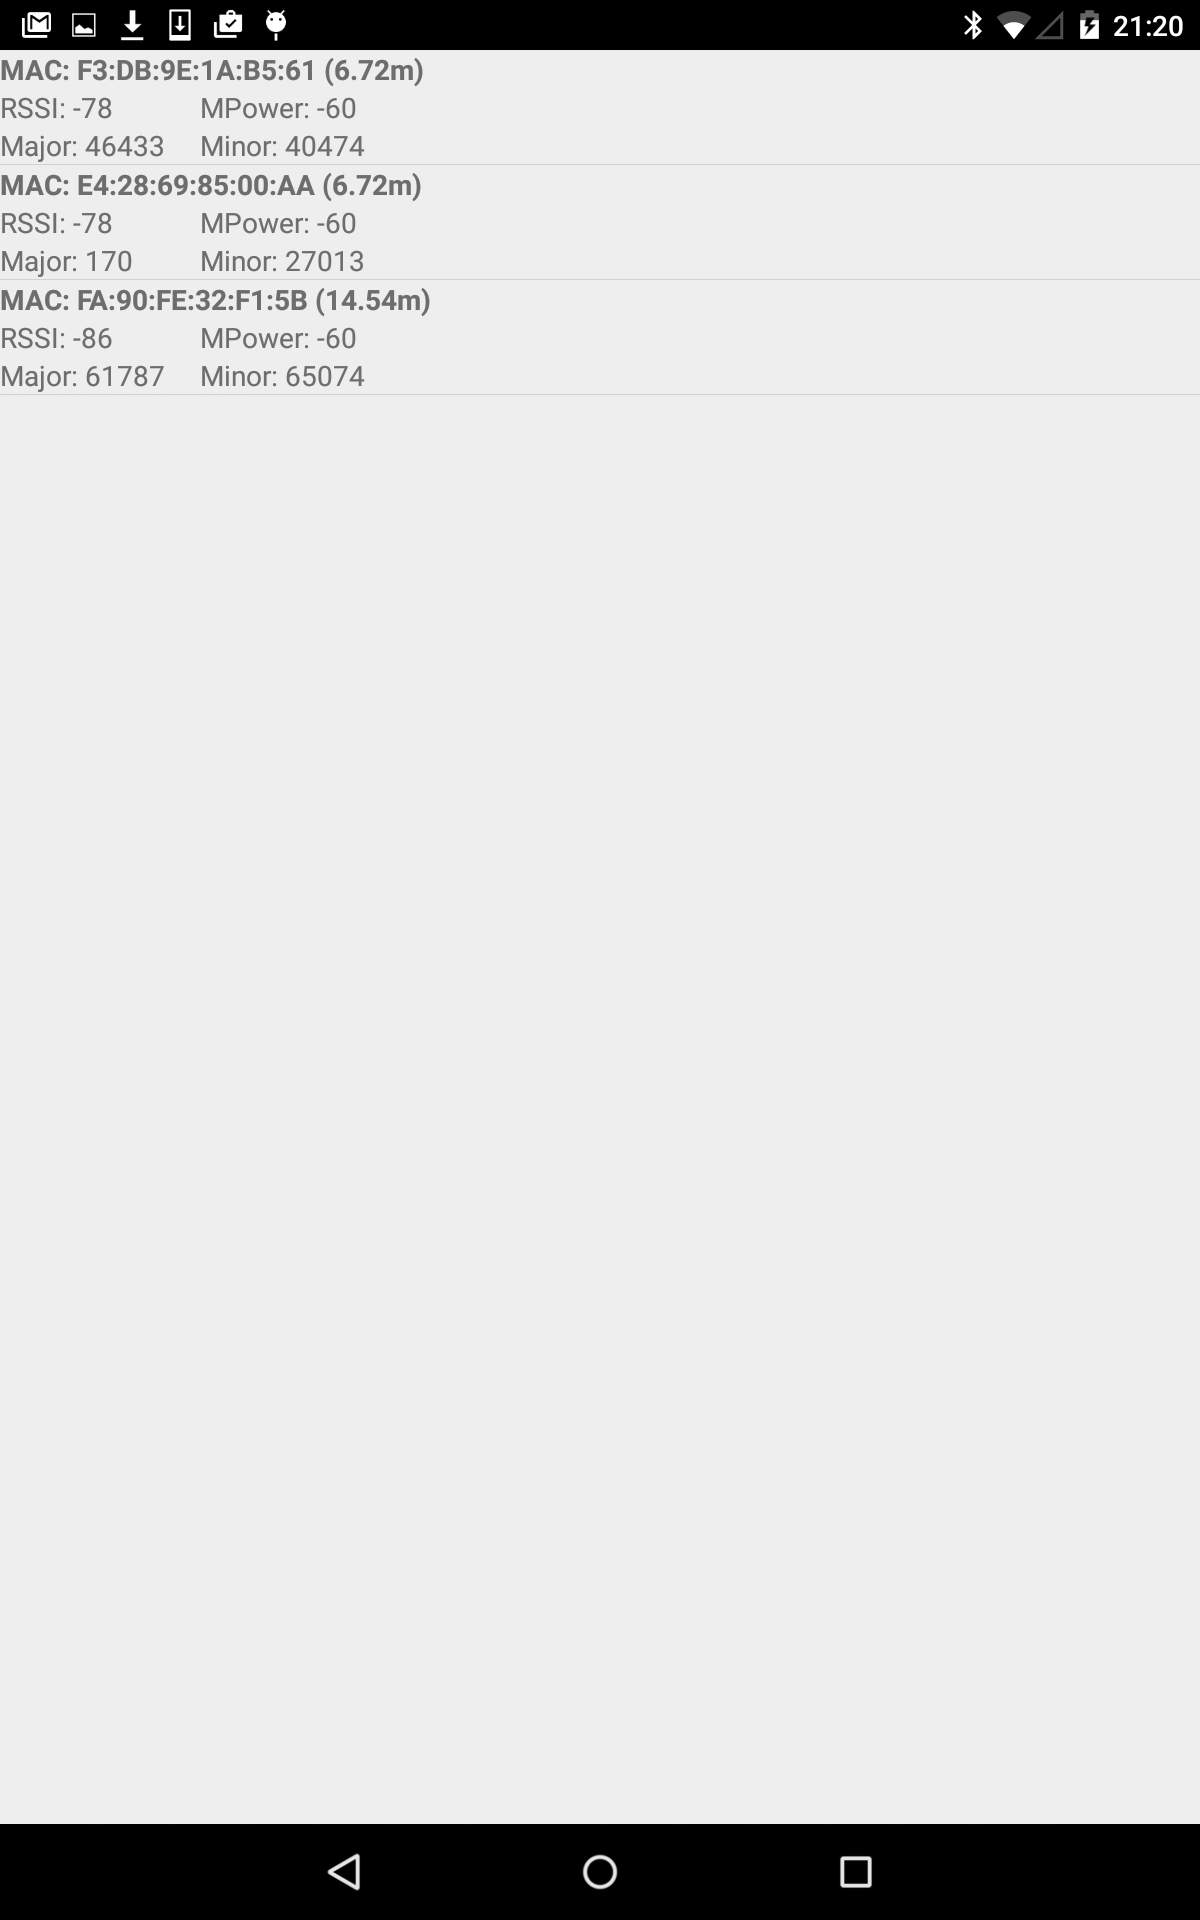 21:20
MAC: F3:DB:9E:1A:B5:61 (6.72m)
RSSI: -78 MPower: -60
Major: 46433 Minor: 40474
MAC: E4:28:69:85:00:AA (6.72m)
RSSI: -78 MPower: -60
Major: 170 Minor: 27013
MAC: FA:90:FE:32:F1:5B (14.54m)
RSSI: -86 MPower: -60
Major: 61787 Minor: 65074